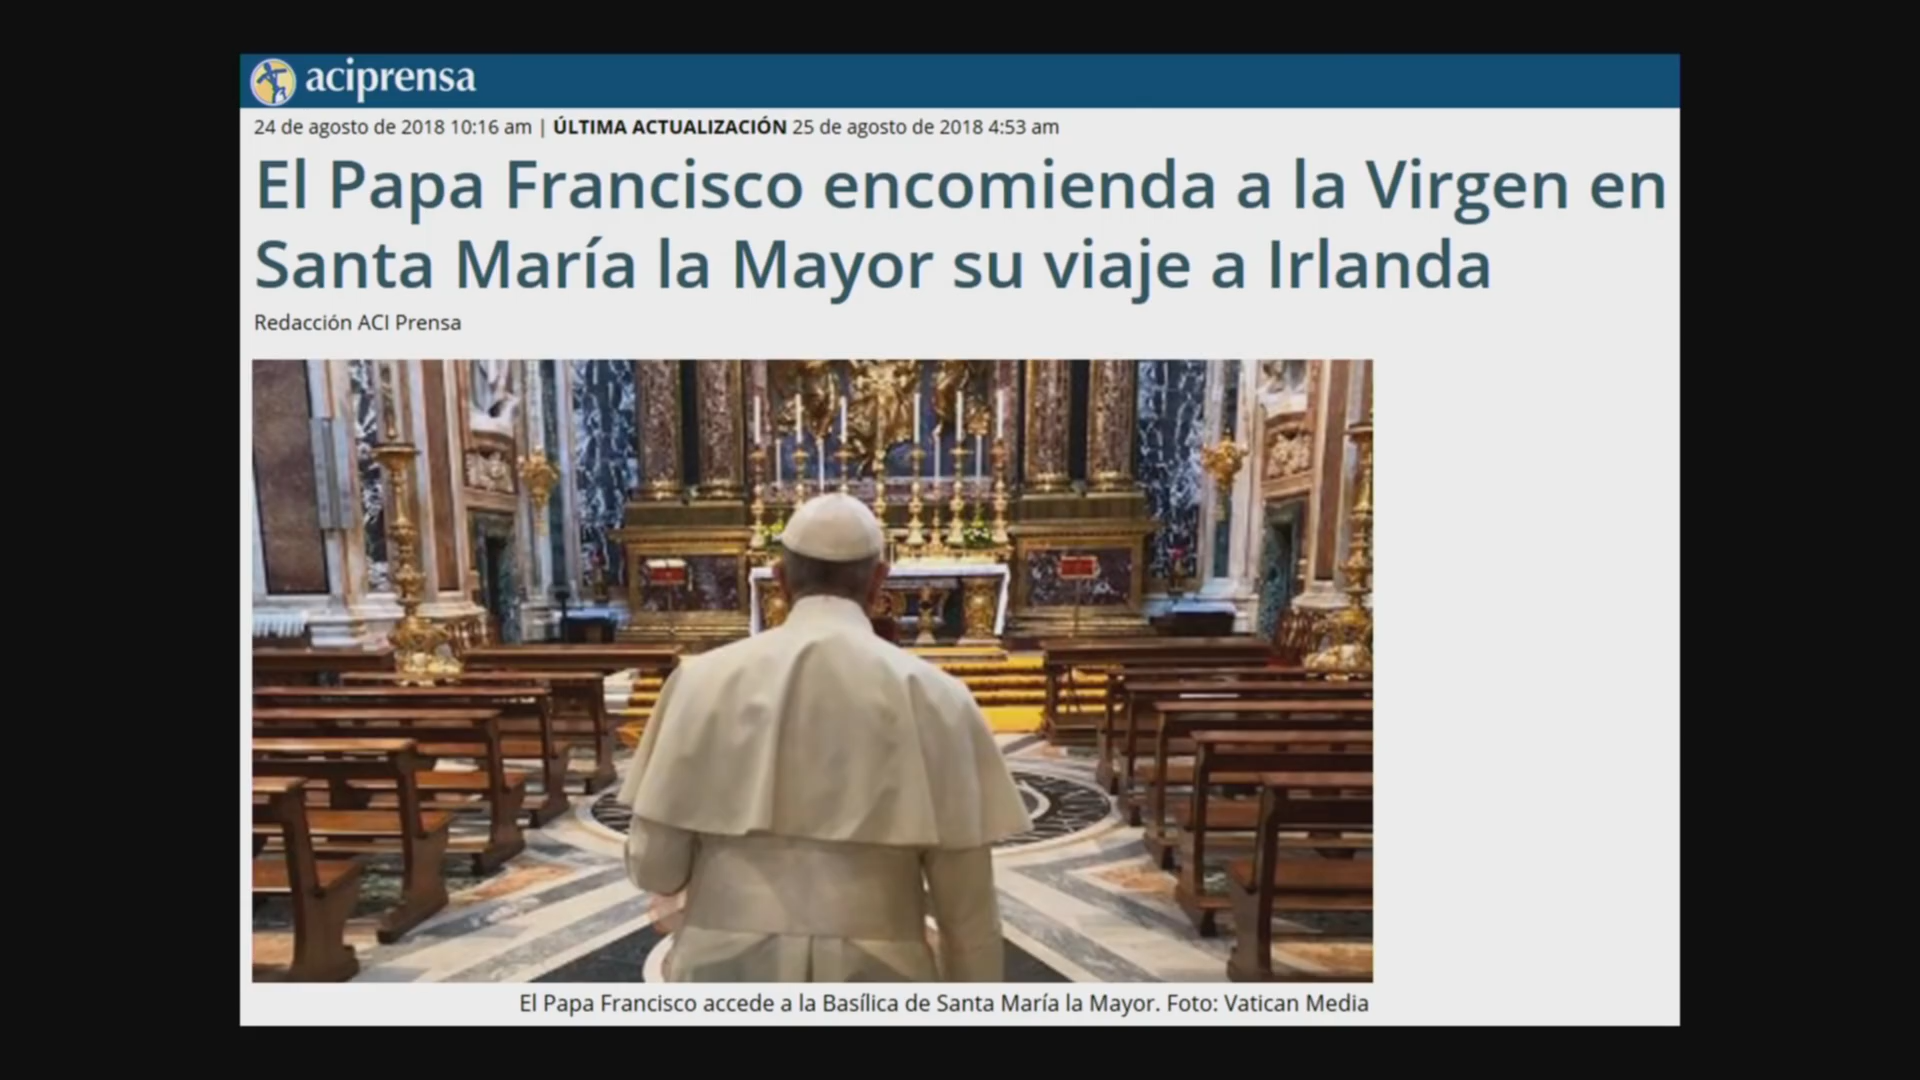 aciprensa
24 de agosto de 2018 10:16 am | ÚLTIMA ACTUALIZACIÓN 25 de agosto de 2018 4:53 am
El Papa Francisco encomienda a la Virgen en
Santa María la Mayor su viaje a Irlanda
Redacción ACI Prensa
El Papa Francisco accede a la Basílica de Santa María la Mayor. Foto: Vatican Media